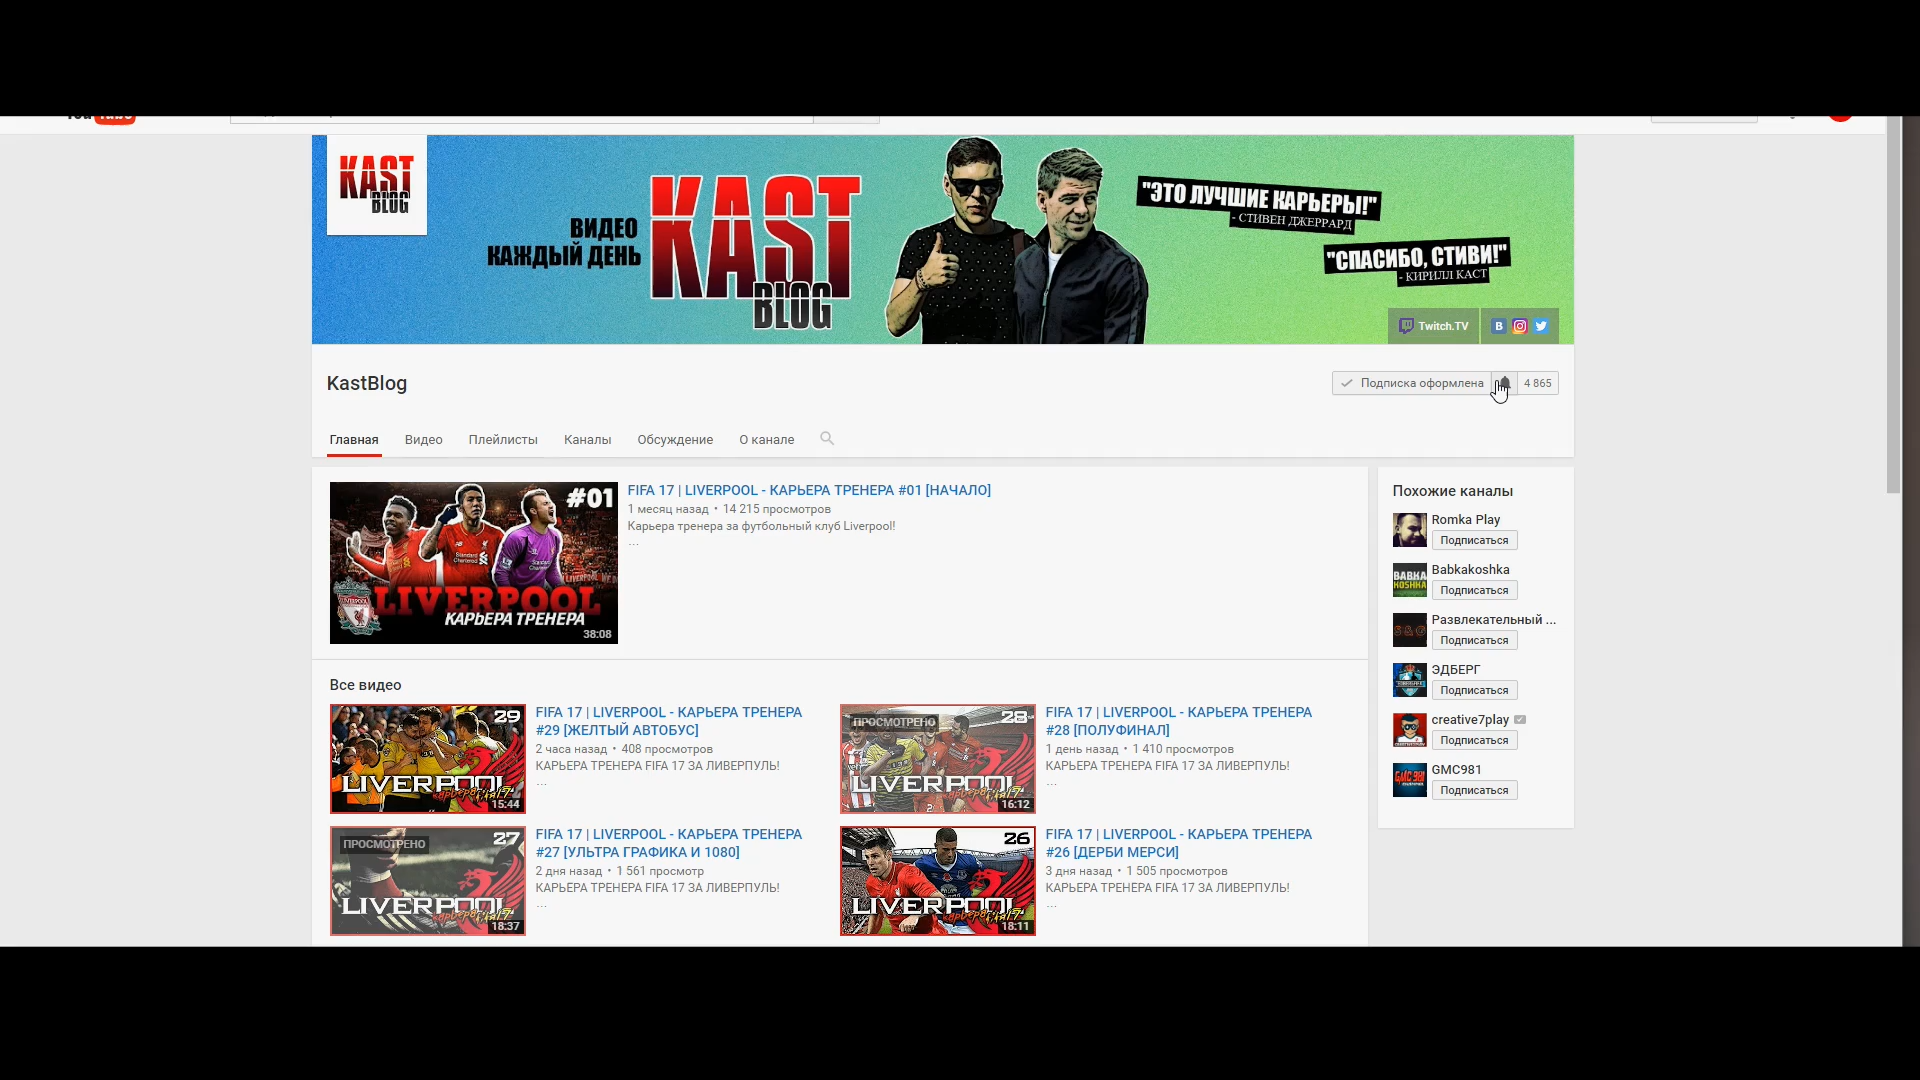 KAST
BLOG
ВИДЕО
КАЖДЫЙ ДЕНЬ
KAST
BLOG
"ЭТО ЛУЧШИЕ КАРЬЕРЫ!"
- СТИВЕН ДЖЕРРАРД
"СПАСИБО, СТИВИ!"
- КИРИЛЛ КАСТ
Twitch.TV
KastBlog
Подписка оформлена 4 865
Главная Видео Плейлисты Каналы Обсуждение О канале
#01
LIVERPOOL
КАРЬЕРА ТРЕНЕРА
38:08
FIFA 17 | LIVERPOOL - КАРЬЕРА ТРЕНЕРА #01 [НАЧАЛО]
1 месяц назад • 14 215 просмотров
Карьера тренера за футбольный клуб Liverpool!
...
Все видео
29
LIVERPOOL
15:44
FIFA 17 | LIVERPOOL - КАРЬЕРА ТРЕНЕРА
#29 [ЖЕЛТЫЙ АВТОБУС]
2 часа назад • 408 просмотров
КАРЬЕРА ТРЕНЕРА FIFA 17 ЗА ЛИВЕРПУЛЬ!
...
ПРОСМОТРЕНО
28
LIVERPOOL
16:12
FIFA 17 | LIVERPOOL - КАРЬЕРА ТРЕНЕРА
#28 [ПОЛУФИНАЛ]
1 день назад • 1 410 просмотров
КАРЬЕРА ТРЕНЕРА FIFA 17 ЗА ЛИВЕРПУЛЬ!
...
ПРОСМОТРЕНО
27
LIVERPOOL
18:37
FIFA 17 | LIVERPOOL - КАРЬЕРА ТРЕНЕРА
#27 [УЛЬТРА ГРАФИКА И 1080]
2 дня назад • 1 561 просмотр
КАРЬЕРА ТРЕНЕРА FIFA 17 ЗА ЛИВЕРПУЛЬ!
...
26
LIVERPOOL
18:11
FIFA 17 | LIVERPOOL - КАРЬЕРА ТРЕНЕРА
#26 [ДЕРБИ МЕРСИ]
3 дня назад • 1 505 просмотров
КАРЬЕРА ТРЕНЕРА FIFA 17 ЗА ЛИВЕРПУЛЬ!
...
Похожие каналы
Romka Play
Подписаться
BABKA
KOSHKA
Babkakoshka
Подписаться
S&G
Развлекательный ...
Подписаться
ЭДБЕРГ
Подписаться
creative7play
Подписаться
GMC981
Подписаться